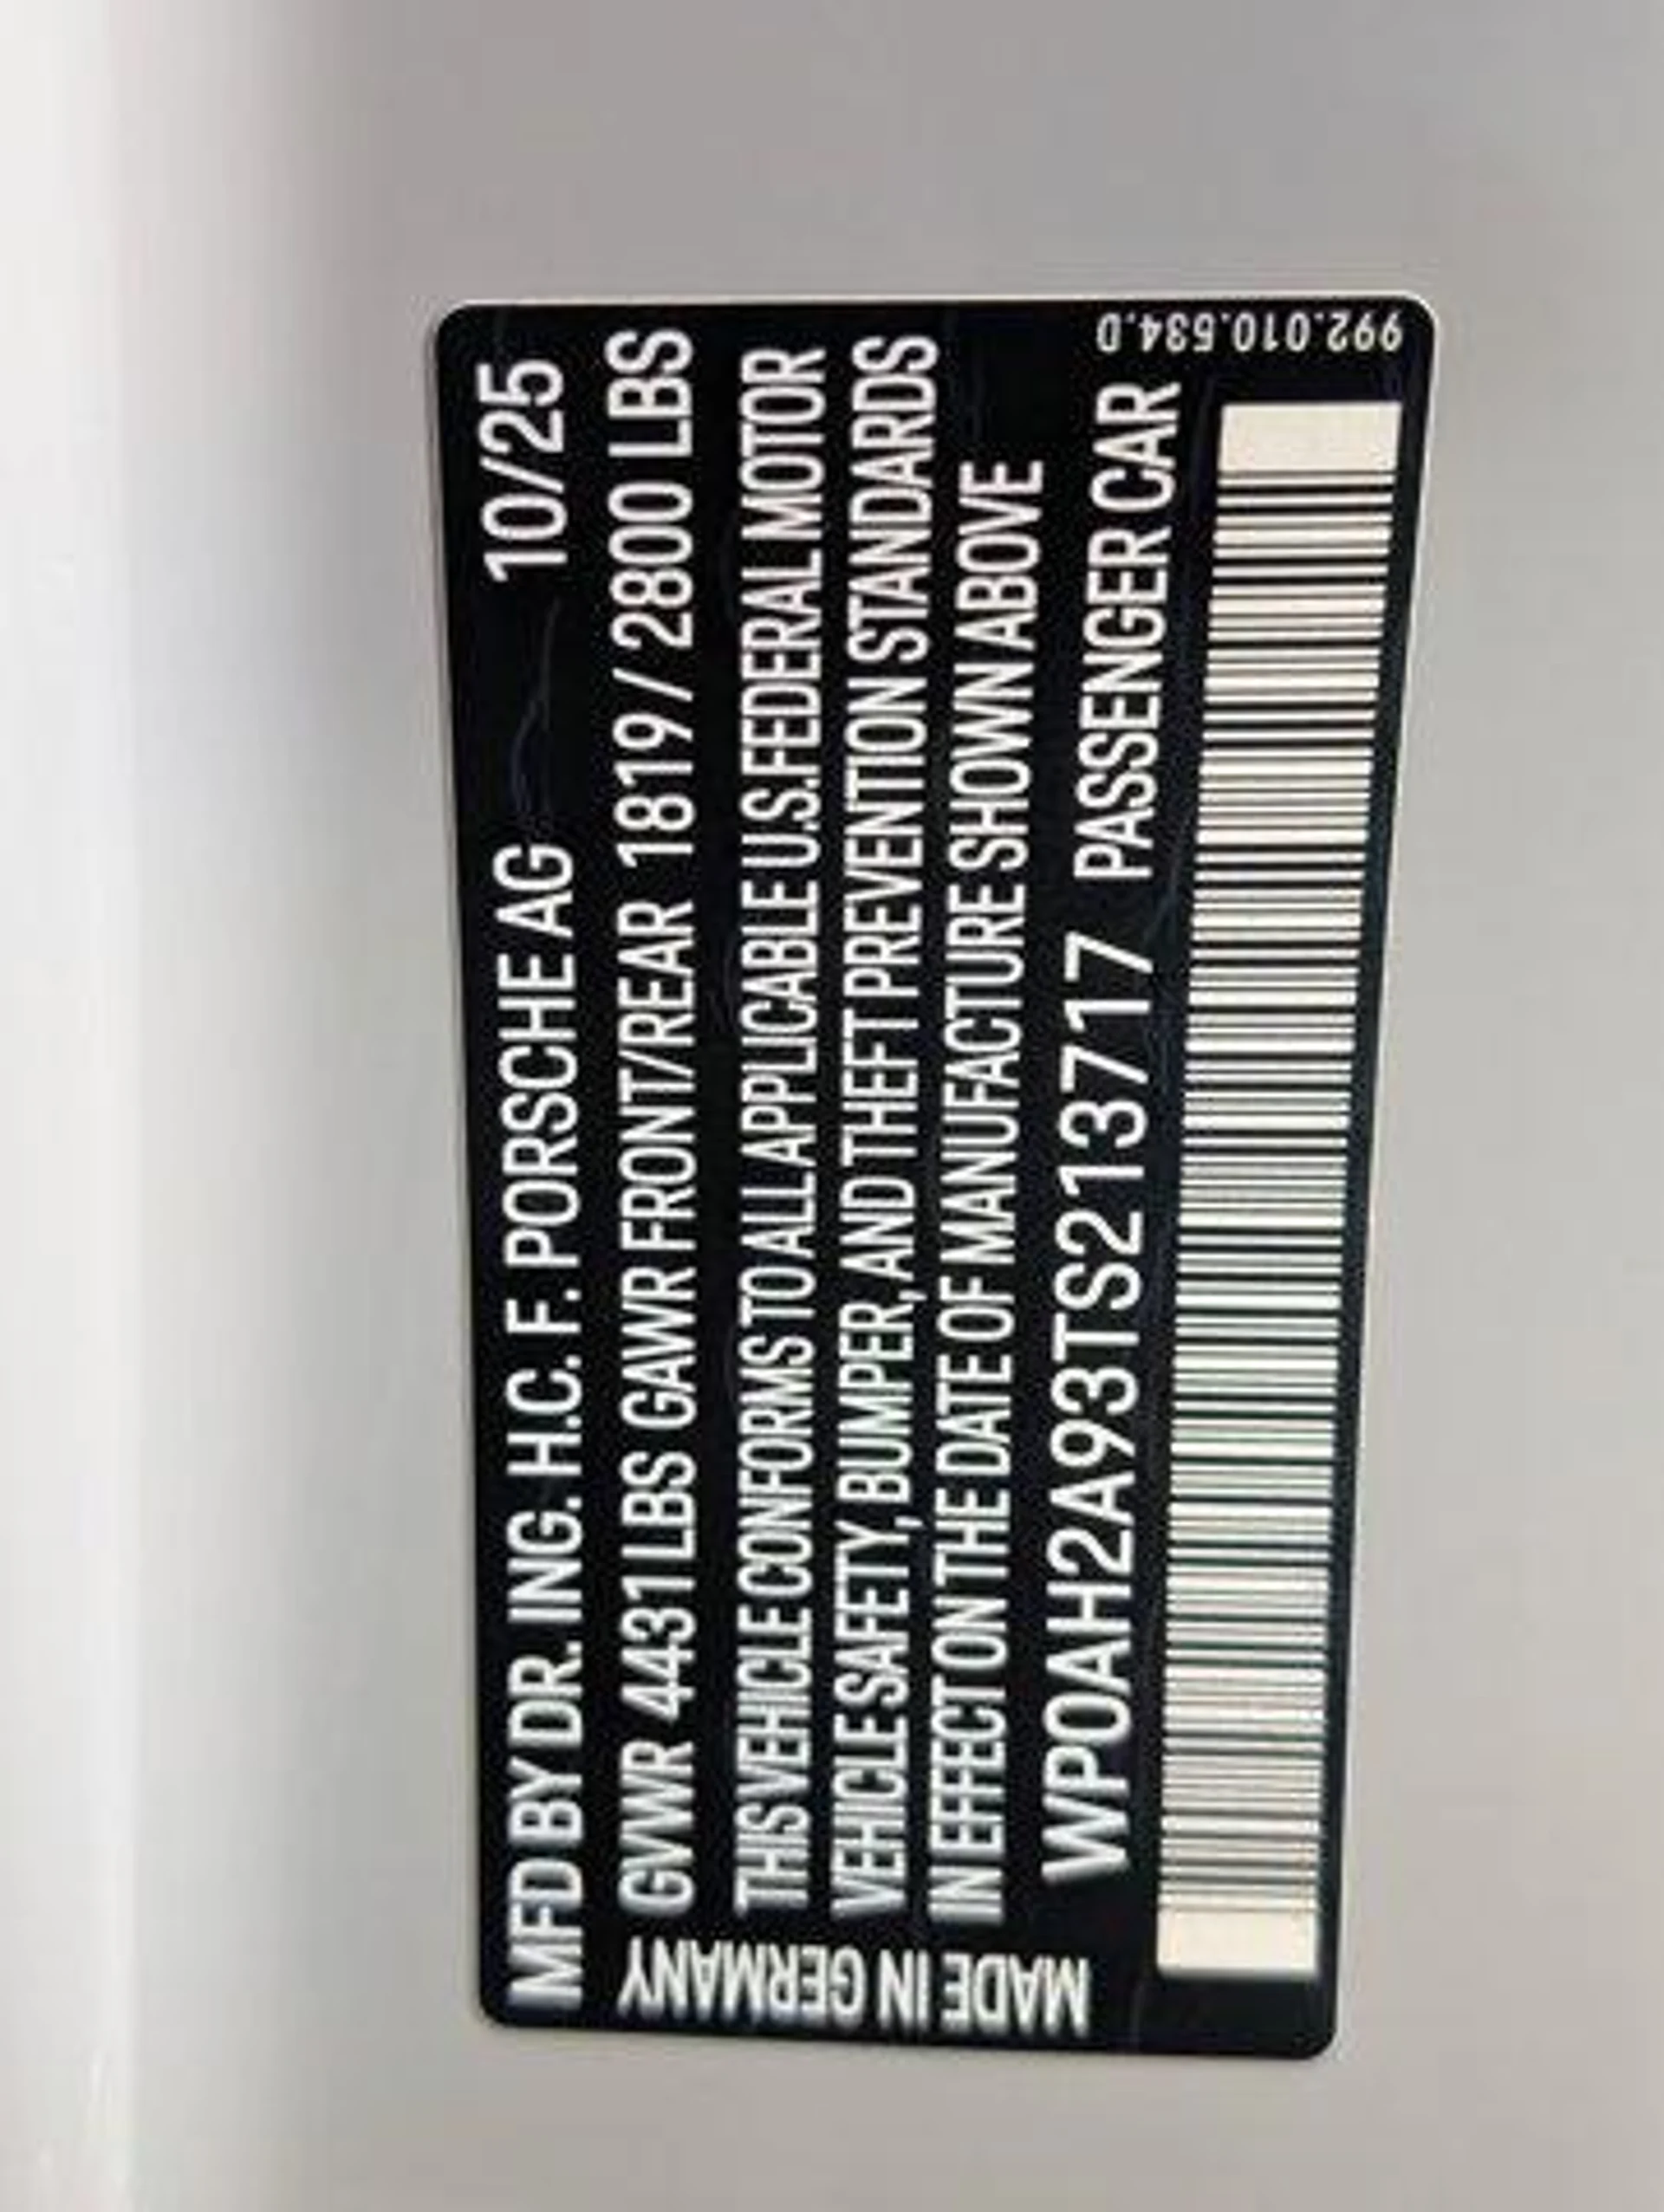 MFD BY DR. ING. H.C. F. PORSCHE AG 10/25
GVWR 4431 LBS GAWR FRONT/REAR 1819 / 2800 LBS
THIS VEHICLE CONFORMS TO ALL APPLICABLE U.S. FEDERAL MOTOR
VEHICLE SAFETY, BUMPER, AND THEFT PREVENTION STANDARDS
IN EFFECT ON THE DATE OF MANUFACTURE SHOWN ABOVE
WP0AH2A93TS213717 PASSENGER CAR
MADE IN GERMANY
992.010.534.D